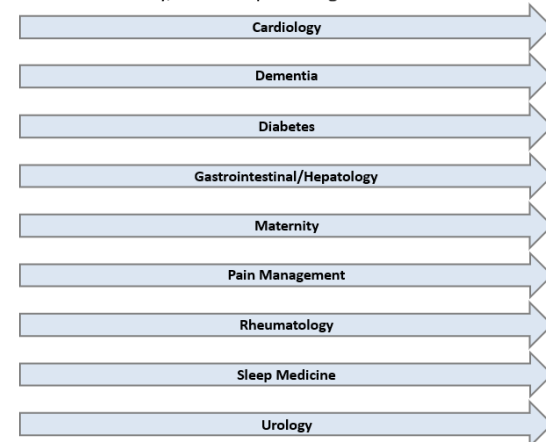 Cardiology
Dementia
Diabetes
Gastrointestinal/Hepatology
Maternity
Pain Management
Rheumatology
Sleep Medicine
Urology